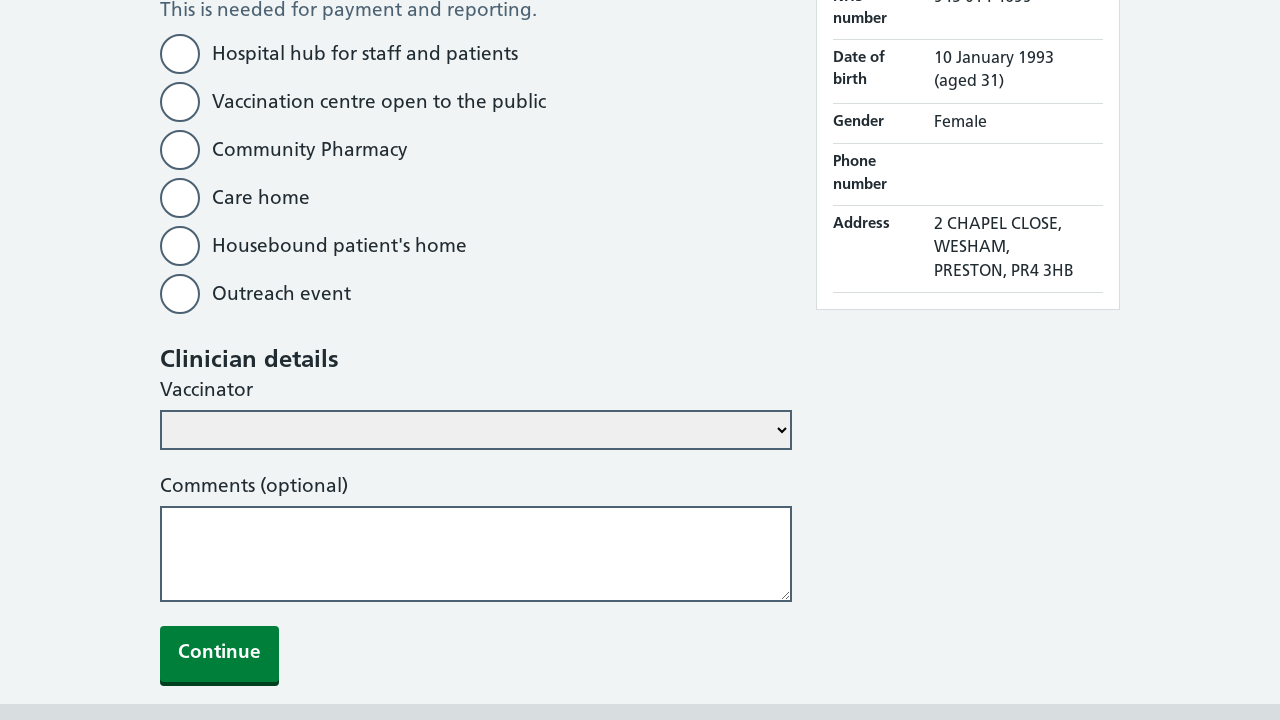 This is needed for payment and reporting.
Hospital hub for staff and patients
Vaccination centre open to the public
Community Pharmacy
Care home
Housebound patient's home
Outreach event
Clinician details
Vaccinator
Comments (optional)
Continue
number
Date of
birth
10 January 1993
(aged 31)
Gender
Female
Phone
number
Address
2 CHAPEL CLOSE,
WESHAM,
PRESTON, PR4 3HB